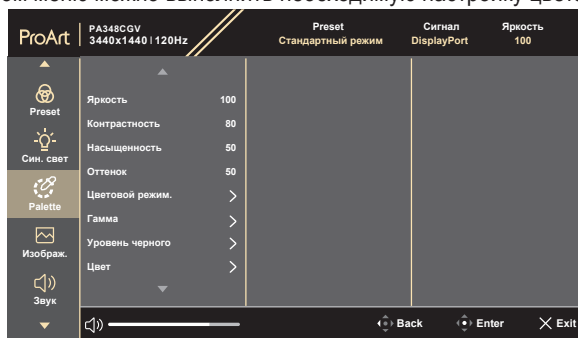 ProArt
PA348CGV
3440x1440 | 120Hz
Preset
Стандартный режим
Сигнал
DisplayPort
Яркость
100
Preset
Син. свет
Palette
Изображ.
Звук
Яркость 100
Контрастность 80
Насыщенность 50
Оттенок 50
Цветовой режим.
Гамма
Уровень черного
Цвет
Back
Enter
Exit